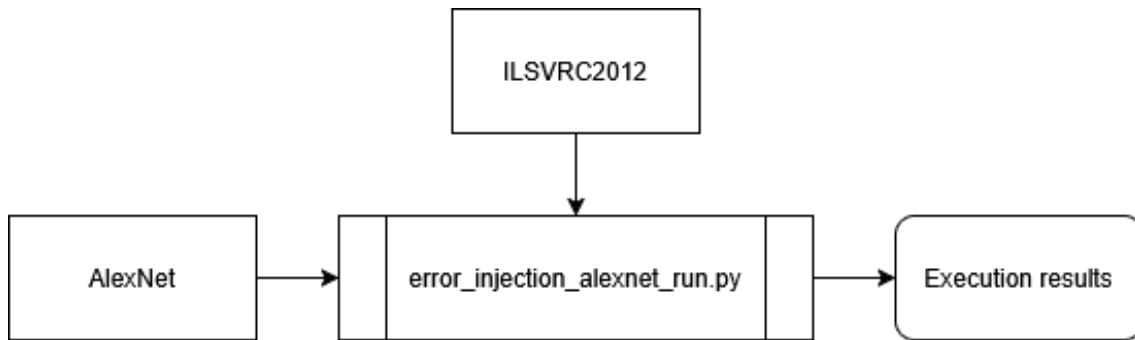 ILSVRC2012
AlexNet
error_injection_alexnet_run.py
Execution results